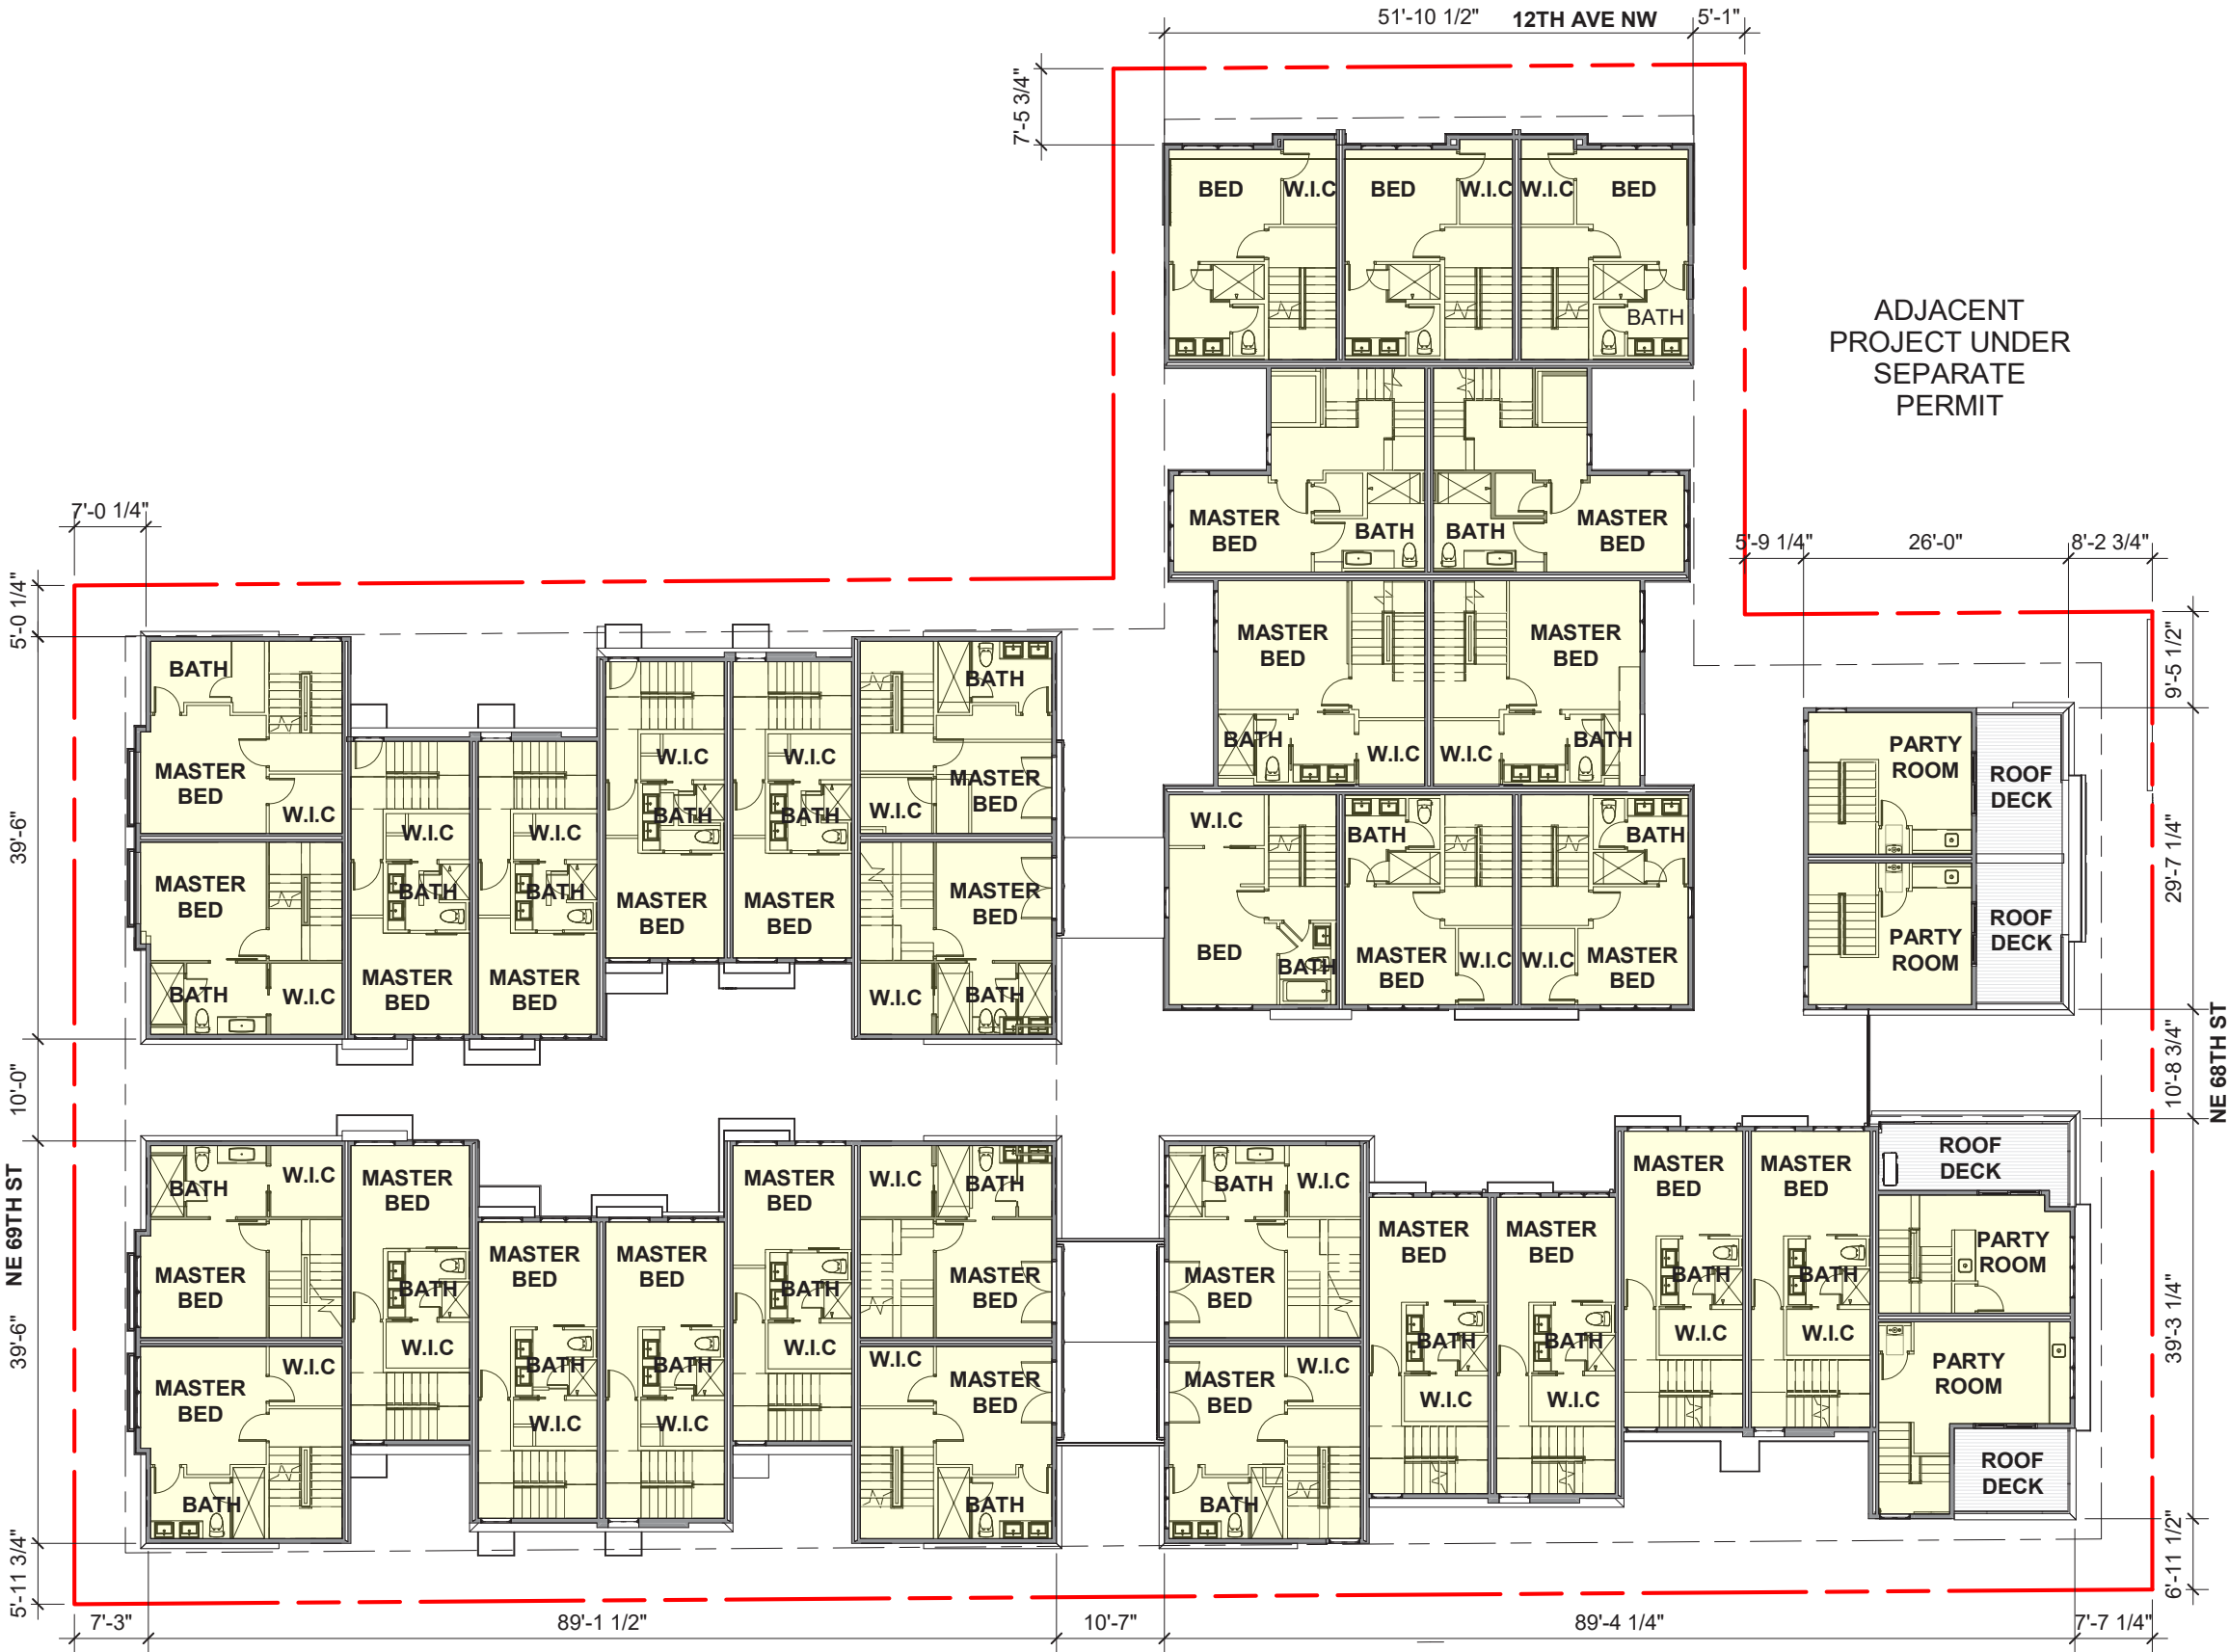 51'-10 1/2" 12TH AVE NW 5'-1"
7'-5 3/4"
BED W.I.C BED W.I.C W.I.C BED
BATH
ADJACENT
PROJECT UNDER
SEPARATE
PERMIT
MASTER
BED
BATH
BATH
MASTER
BED
7'-0 1/4"
5'-9 1/4" 26'-0" 8'-2 3/4"
5'-0 1/4"
39'-6"
10'-0"
NE 69TH ST
39'-6"
5'-11 3/4"
9'-5 1/2"
29'-7 1/4"
10'-8 3/4"
NE 68TH ST
39'-3 1/4"
6'-11 1/2"
MASTER
BED
MASTER
BED
BATH
W.I.C
W.I.C
BATH
BATH
MASTER
BED
W.I.C
W.I.C
BATH
W.I.C
BATH
W.I.C
BATH
W.I.C
BATH
BATH
MASTER
BED
W.I.C
MASTER
BED
BATH
W.I.C
MASTER
BED
MASTER
BED
MASTER
BED
MASTER
BED
MASTER
BED
W.I.C
BATH
W.I.C
BED
BATH
BATH
MASTER
BED
W.I.C
W.I.C
BATH
MASTER
BED
PARTY
ROOM
ROOF
DECK
PARTY
ROOM
ROOF
DECK
BATH
W.I.C
MASTER
BED
MASTER
BED
W.I.C
BATH
MASTER
BED
BATH
W.I.C
MASTER
BED
BATH
W.I.C
MASTER
BED
BATH
W.I.C
MASTER
BED
BATH
W.I.C
W.I.C
BATH
MASTER
BED
W.I.C
MASTER
BED
BATH
BATH
W.I.C
MASTER
BED
MASTER
BED
W.I.C
BATH
MASTER
BED
BATH
W.I.C
MASTER
BED
BATH
W.I.C
MASTER
BED
BATH
W.I.C
MASTER
BED
BATH
W.I.C
ROOF
DECK
PARTY
ROOM
PARTY
ROOM
ROOF
DECK
7'-3" 89'-1 1/2" 10'-7" 89'-4 1/4" 7'-7 1/4"